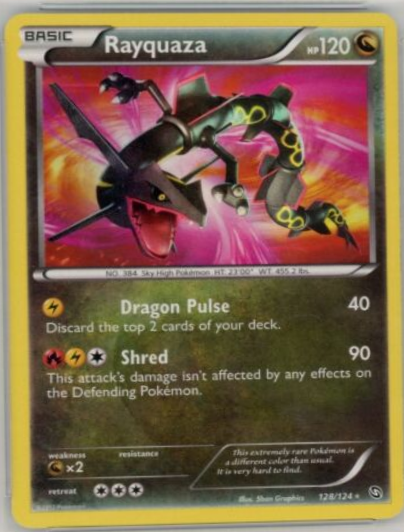 BASIC
Rayquaza
HP120
NO. 384 Sky High Pokémon HT: 23'00" WT: 455.2 lbs.
Dragon Pulse 40
Discard the top 2 cards of your deck.
Shred 90
This attack's damage isn't affected by any effects on
the Defending Pokémon.
weakness resistance
×2
This extremely rare Pokémon is
a different color than usual.
It is very hard to find.
retreat
Illus. Shin Graphics 128/124 ★